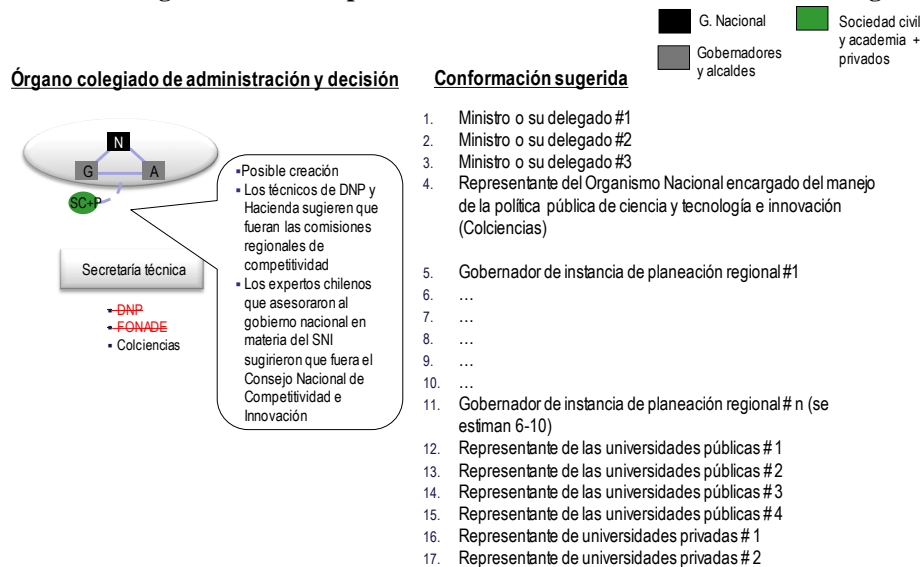 G. Nacional
Sociedad civil
y academia +
privados
Gobernadores
y alcaldes
Órgano colegiado de administración y decisión
Conformación sugerida
N
G
A
SC+P
▪Posible creación
▪ Los técnicos de DNP y
Hacienda sugieren que
fueran las comisiones
regionales de
competitividad
▪ Los expertos chilenos
que asesoraron al
gobierno nacional en
materia del SNI
sugirieron que fuera el
Consejo Nacional de
Competitividad e
Innovación
Secretaría técnica
▪ DNP
▪ FONADE
▪ Colciencias
1. Ministro o su delegado #1
2. Ministro o su delegado #2
3. Ministro o su delegado #3
4. Representante del Organismo Nacional encargado del manejo
de la política pública de ciencia y tecnología e innovación
(Colciencias)
5. Gobernador de instancia de planeación regional #1
6. …
7. …
8. …
9. …
10. …
11. Gobernador de instancia de planeación regional # n (se
estiman 6-10)
12. Representante de las universidades públicas # 1
13. Representante de las universidades públicas # 2
14. Representante de las universidades públicas # 3
15. Representante de las universidades públicas # 4
16. Representante de universidades privadas # 1
17. Representante de universidades privadas # 2